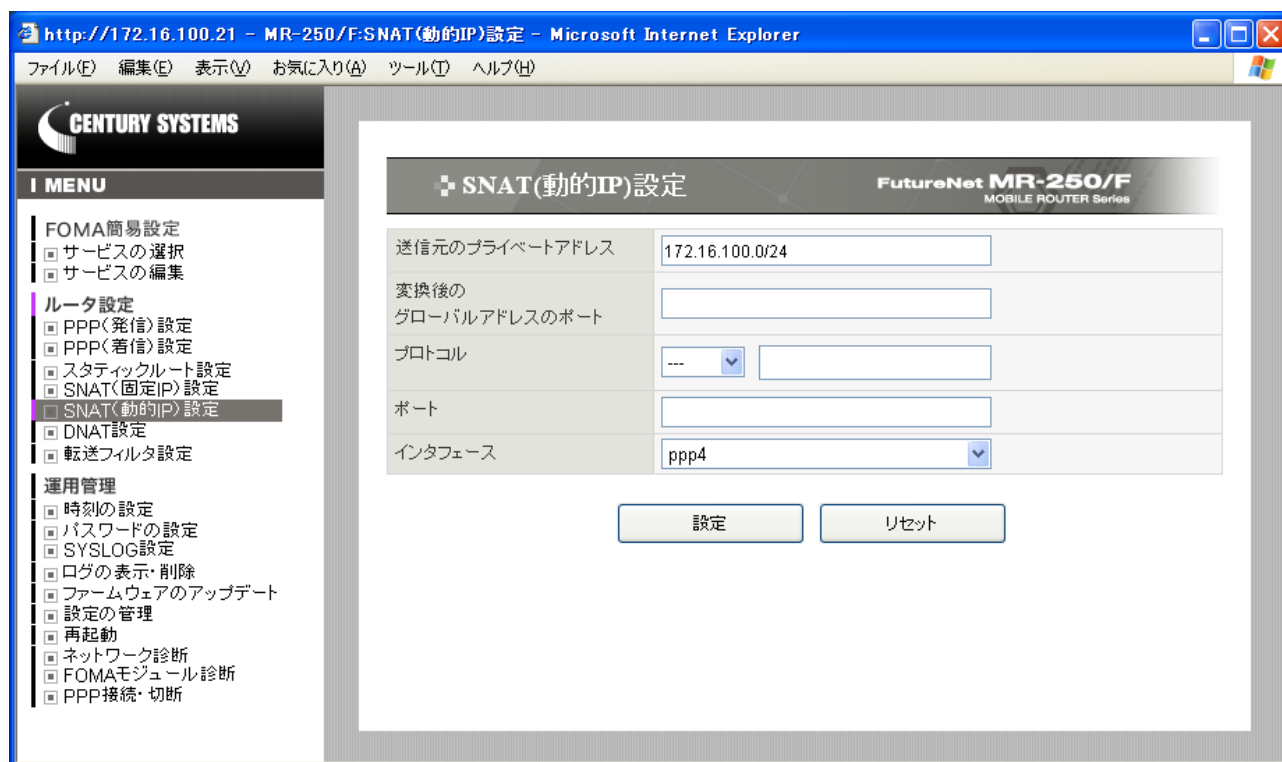 http://172.16.100.21 - MR-250/F:SNAT(動的IP)設定 - Microsoft Internet Explorer
ファイル(F) 編集(E) 表示(V) お気に入り(A) ツール(T) ヘルプ(H)
CENTURY SYSTEMS
MENU
FOMA簡易設定
サービスの選択
サービスの編集
ルータ設定
PPP(発信)設定
PPP(着信)設定
スタティックルート設定
SNAT(固定IP)設定
SNAT(動的IP)設定
DNAT設定
転送フィルタ設定
運用管理
時刻の設定
パスワードの設定
SYSLOG設定
ログの表示・削除
ファームウェアのアップデート
設定の管理
再起動
ネットワーク診断
FOMAモジュール診断
PPP接続・切断
SNAT(動的IP)設定
FutureNet MR-250/F
MOBILE ROUTER Series
送信元のプライベートアドレス 172.16.100.0/24
変換後の
グローバルアドレスのポート
プロトコル ---
ポート
インタフェース ppp4
設定 リセット